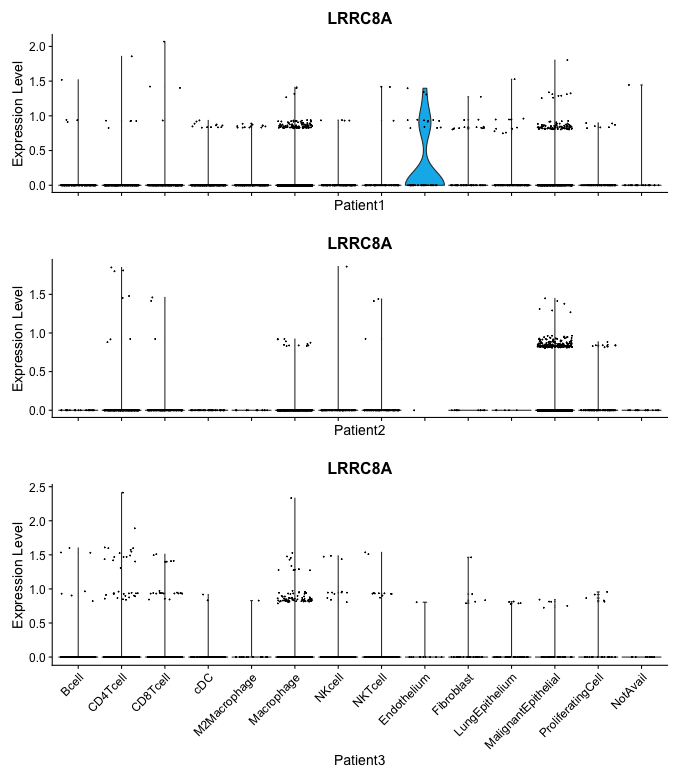 LRRC8A
Expression Level
2.0
1.5
1.0
0.5
0.0
Patient1
LRRC8A
Expression Level
1.5
1.0
0.5
0.0
Patient2
LRRC8A
Expression Level
2.5
2.0
1.5
1.0
0.5
0.0
Bcell
CD4Tcell
CD8Tcell
cDC
M2Macrophage
Macrophage
NKcell
NKTcell
Endothelium
Fibroblast
LungEpithelium
MalignantEpithelial
ProliferatingCell
NotAvail
Patient3